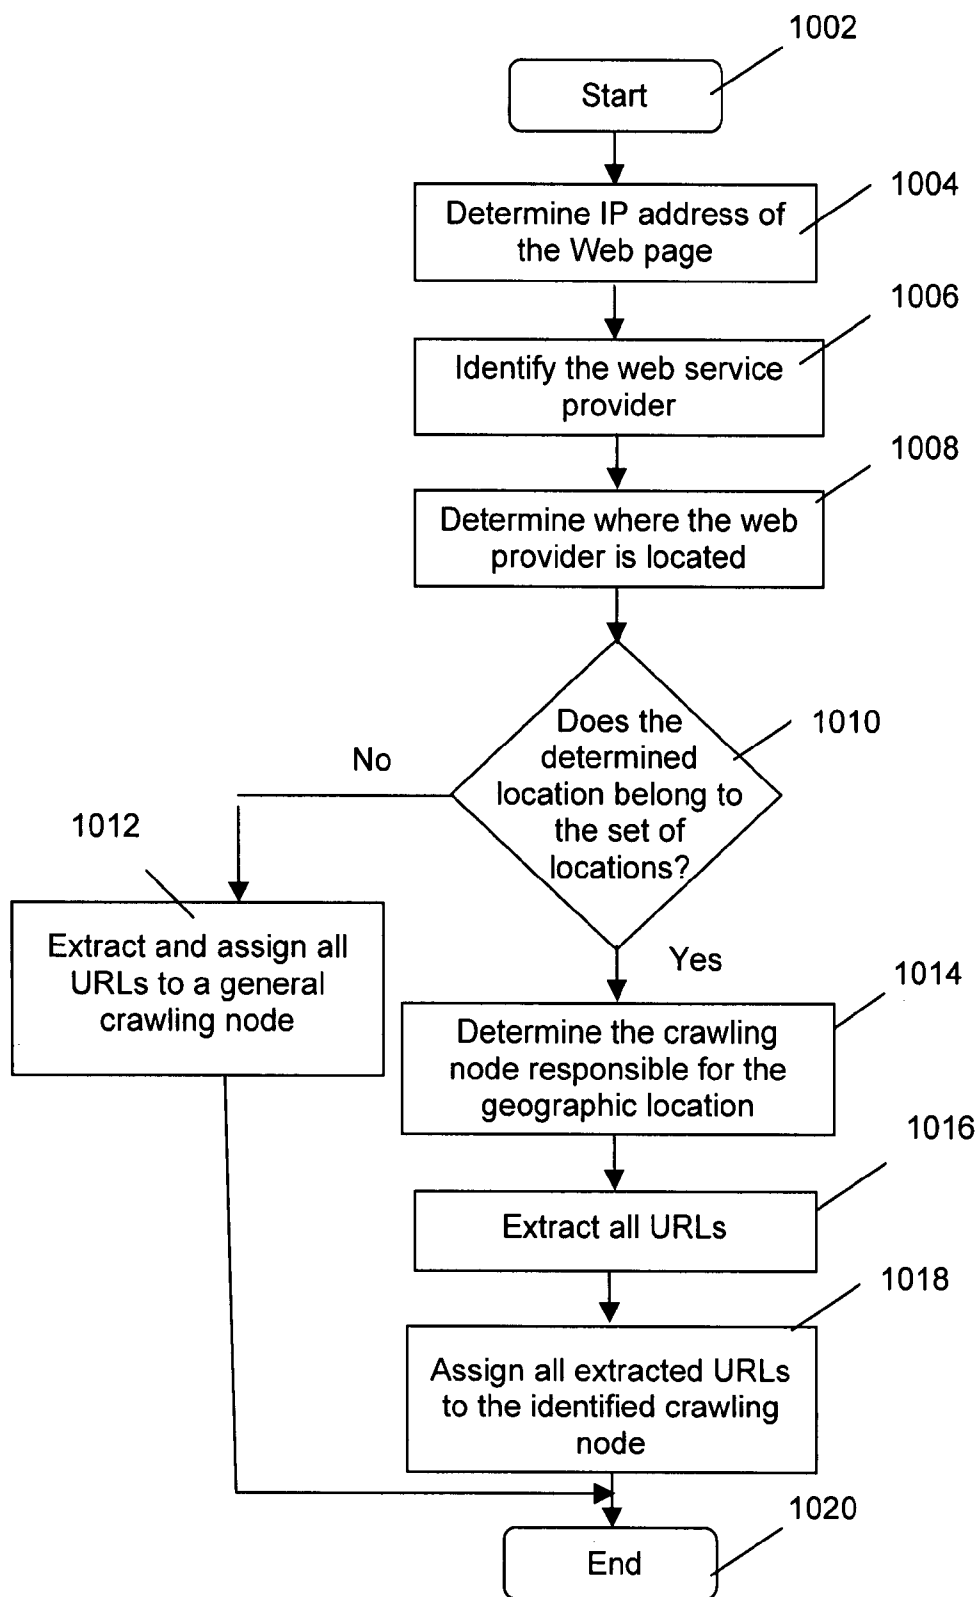 1002
Start
1004
Determine IP address of
the Web page
1006
Identify the web service
provider
1008
Determine where the web
provider is located
1010
Does the
determined
location belong to
the set of
locations?
No
Yes
1012
Extract and assign all
URLs to a general
crawling node
1014
Determine the crawling
node responsible for the
geographic location
1016
Extract all URLs
1018
Assign all extracted URLs
to the identified crawling
node
1020
End